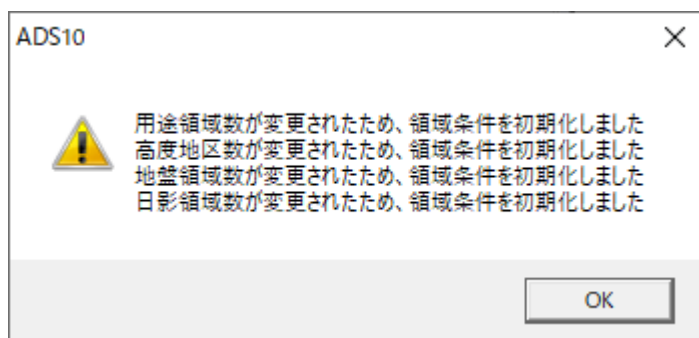 ADS10
用途領域数が変更されたため、領域条件を初期化しました
高度地区数が変更されたため、領域条件を初期化しました
地盤領域数が変更されたため、領域条件を初期化しました
日影領域数が変更されたため、領域条件を初期化しました
OK